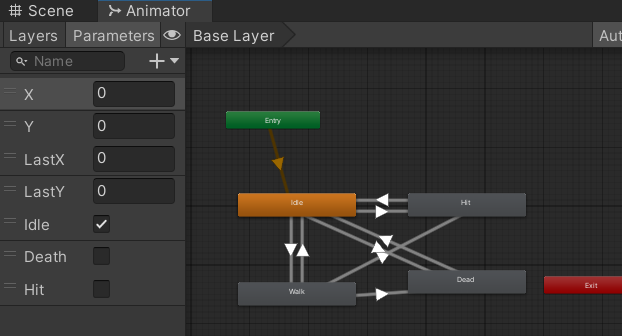 Scene Animator
Layers Parameters Base Layer Aut
Name
X 0
Y 0
LastX 0
LastY 0
Idle
Death
Hit
Entry
Idle Hit
Walk Dead Exit